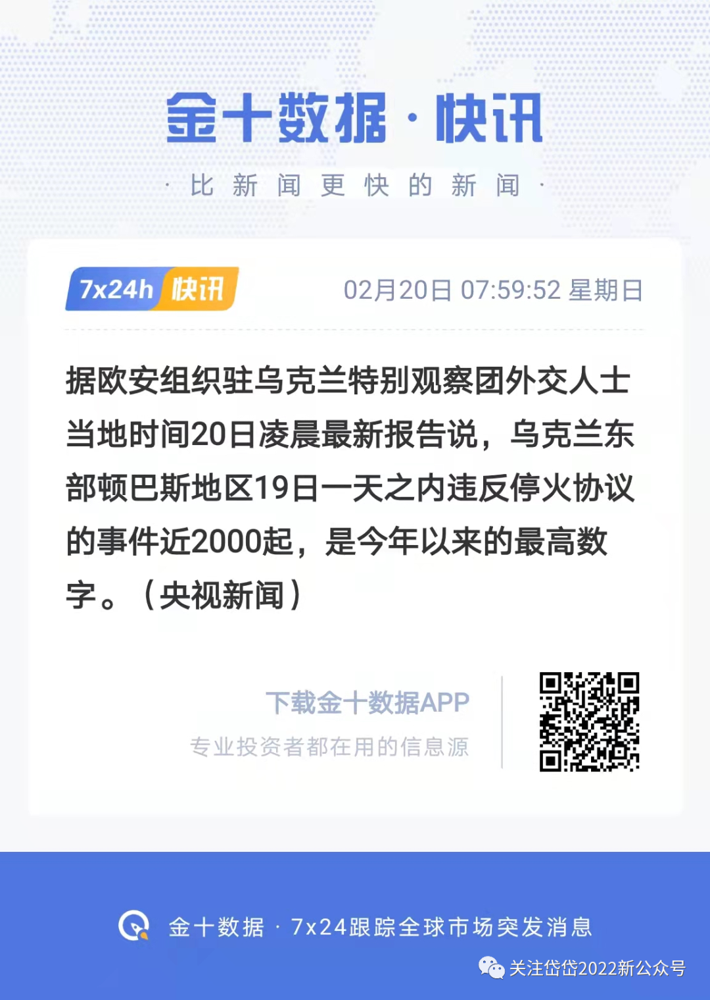 金十数据·快讯
· 比新闻更快的新闻 ·
7x24h 快讯
02月20日 07:59:52 星期日
据欧安组织驻乌克兰特别观察团外交人士
当地时间20日凌晨最新报告说，乌克兰东
部顿巴斯地区19日一天之内违反停火协议
的事件近2000起，是今年以来的最高数
字。（央视新闻）
下载金十数据APP
专业投资者都在用的信息源
金十数据 · 7x24跟踪全球市场突发消息
关注岱岱2022新公众号